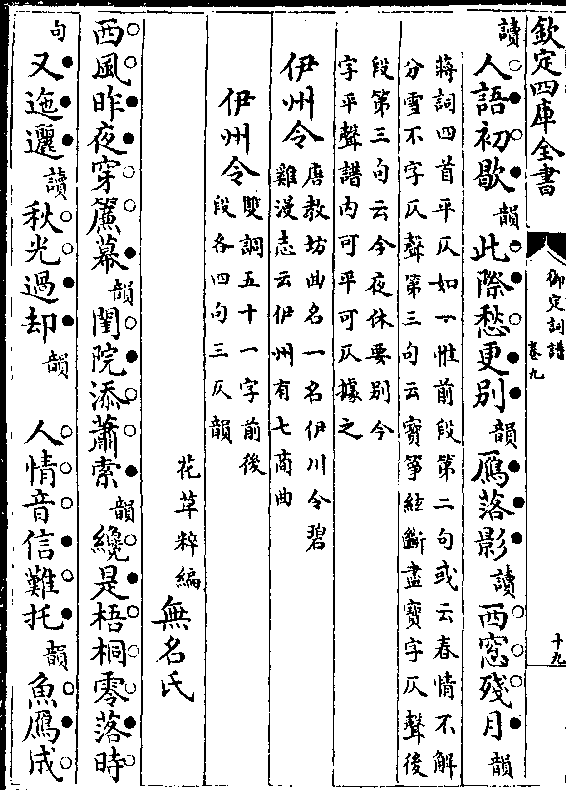 欽定四庫全書
御定詞譜
卷九
十九
讀人語初歇韻此際愁更别韻鴈落影讀西窓殘月韻
蔣詞四首平仄如一惟前段第二句或云春情不解
分雪不字仄聲第三句云寳箏絃斷盡寳字仄聲後
段第三句云今夜休要别今
字平聲譜内可平可仄據之
伊州令唐教坊曲名一名伊川令碧
雞漫志云伊州有七商曲
伊州令雙調五十一字前後
段各四句三仄韻
花草粹編無名氏
西風昨夜穿簾幕韻閨院添蕭索韻纔是梧桐零落時
句又迤邐讀秋光過却韻 人情音信難托韻魚鴈成